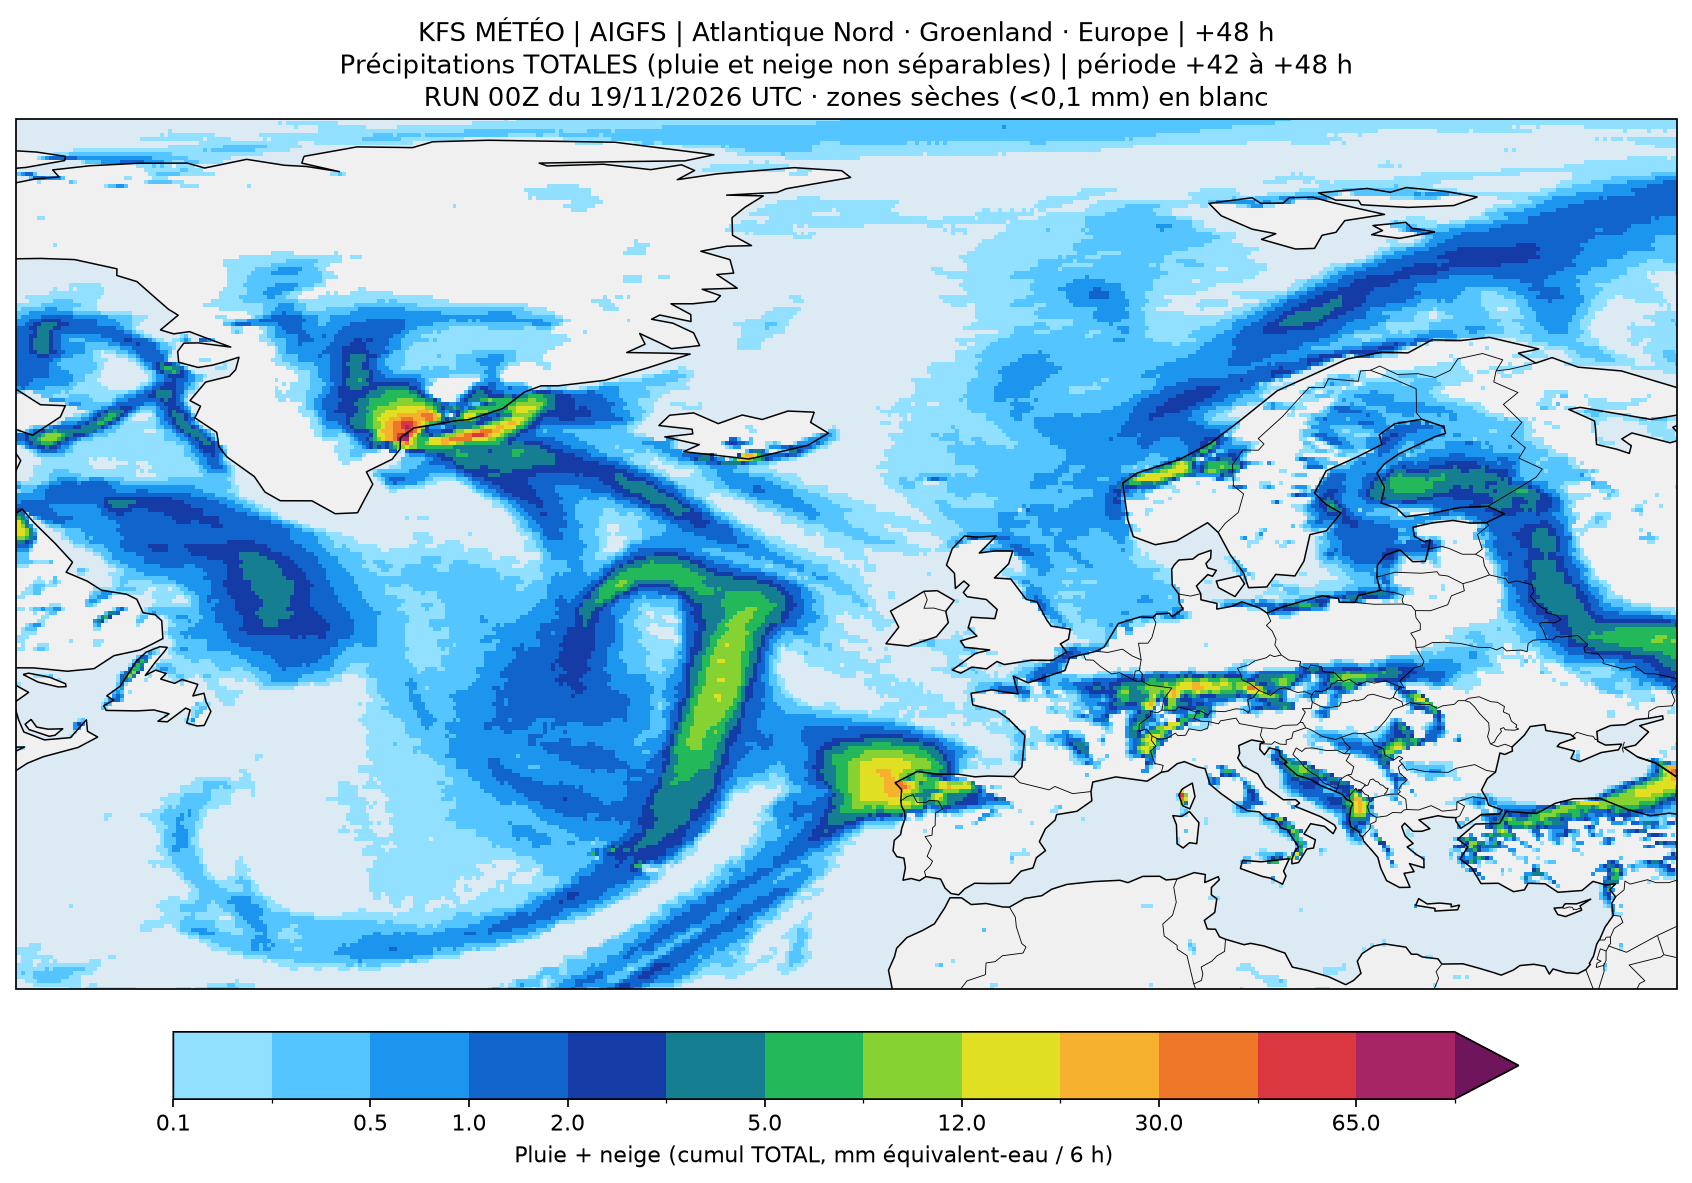 KFS MÉTÉO | AIGFS | Atlantique Nord · Groenland · Europe | +48 h
Précipitations TOTALES (pluie et neige non séparables) | période +42 à +48 h
RUN 00Z du 19/11/2026 UTC · zones sèches (<0,1 mm) en blanc
0.1 0.5 1.0 2.0 5.0 12.0 30.0 65.0
Pluie + neige (cumul TOTAL, mm équivalent-eau / 6 h)